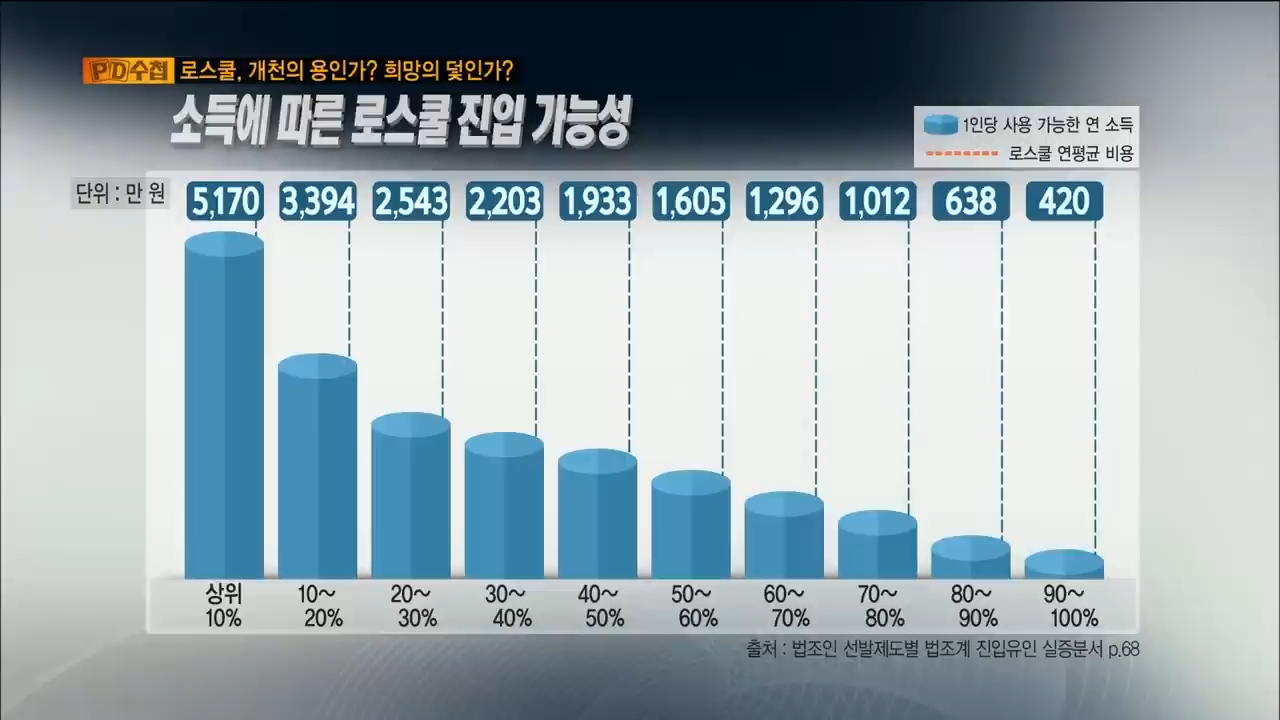 PD수첩 로스쿨, 개천의 용인가? 희망의 덫인가?
소득에 따른 로스쿨 진입 가능성
1인당 사용 가능한 연 소득
로스쿨 연평균 비용
단위 : 만 원
5,170 3,394 2,543 2,203 1,933 1,605 1,296 1,012 638 420
상위 10~ 20~ 30~ 40~ 50~ 60~ 70~ 80~ 90~
10% 20% 30% 40% 50% 60% 70% 80% 90% 100%
출처 : 법조인 선발제도별 법조계 진입유인 실증분서 p.68